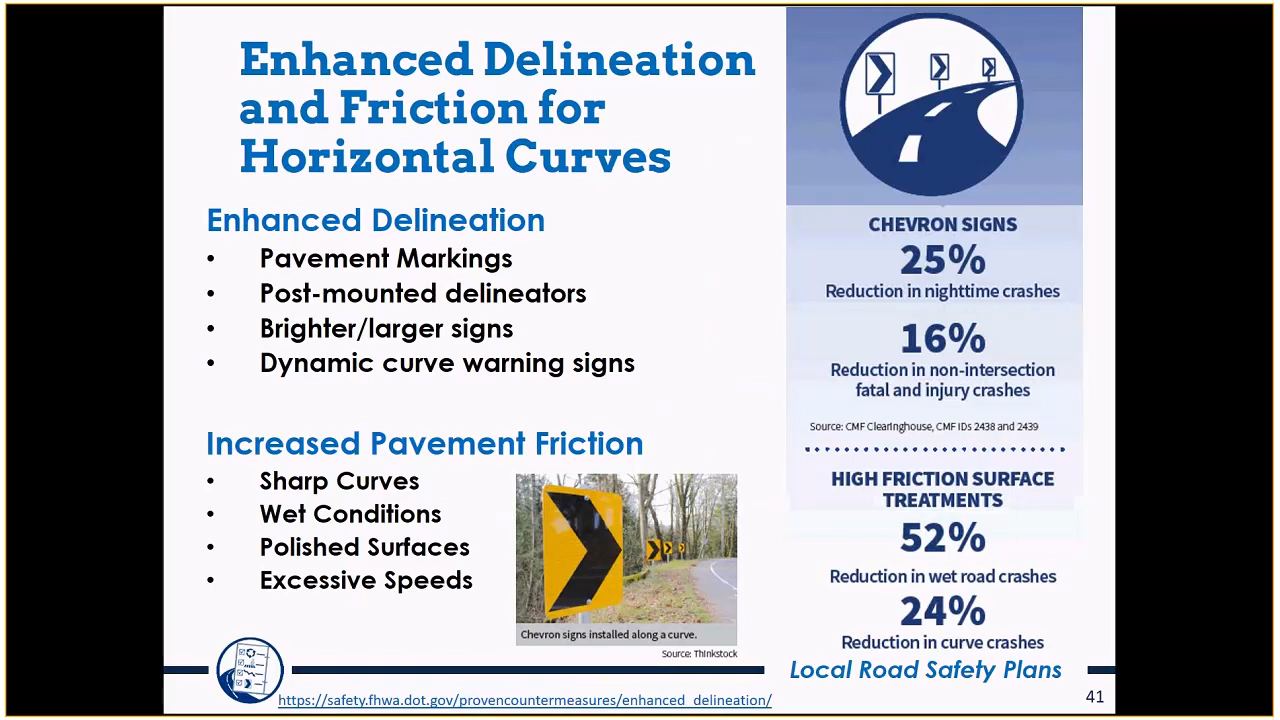 Enhanced Delineation
and Friction for
Horizontal Curves
Enhanced Delineation
• Pavement Markings
• Post-mounted delineators
• Brighter/larger signs
• Dynamic curve warning signs
Increased Pavement Friction
• Sharp Curves
• Wet Conditions
• Polished Surfaces
• Excessive Speeds
Chevron signs installed along a curve.
Source: Thinkstock
CHEVRON SIGNS
25%
Reduction in nighttime crashes
16%
Reduction in non-intersection
fatal and injury crashes
Source: CMF Clearinghouse, CMF IDs 2438 and 2439
HIGH FRICTION SURFACE
TREATMENTS
52%
Reduction in wet road crashes
24%
Reduction in curve crashes
Local Road Safety Plans
https://safety.fhwa.dot.gov/provencountermeasures/enhanced_delineation/
41